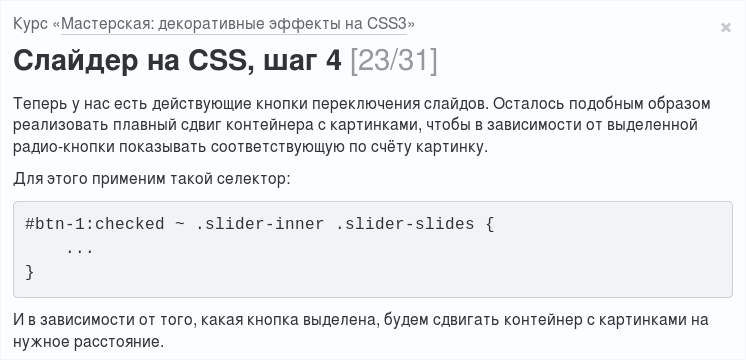 Курс «Мастерская: декоративные эффекты на CSS3»
×
Слайдер на CSS, шаг 4 [23/31]
Теперь у нас есть действующие кнопки переключения слайдов. Осталось подобным образом
реализовать плавный сдвиг контейнера с картинками, чтобы в зависимости от выделенной
радио-кнопки показывать соответствующую по счёту картинку.
Для этого применим такой селектор:
#btn-1:checked ~ .slider-inner .slider-slides {
    ...
}
И в зависимости от того, какая кнопка выделена, будем сдвигать контейнер с картинками на
нужное расстояние.